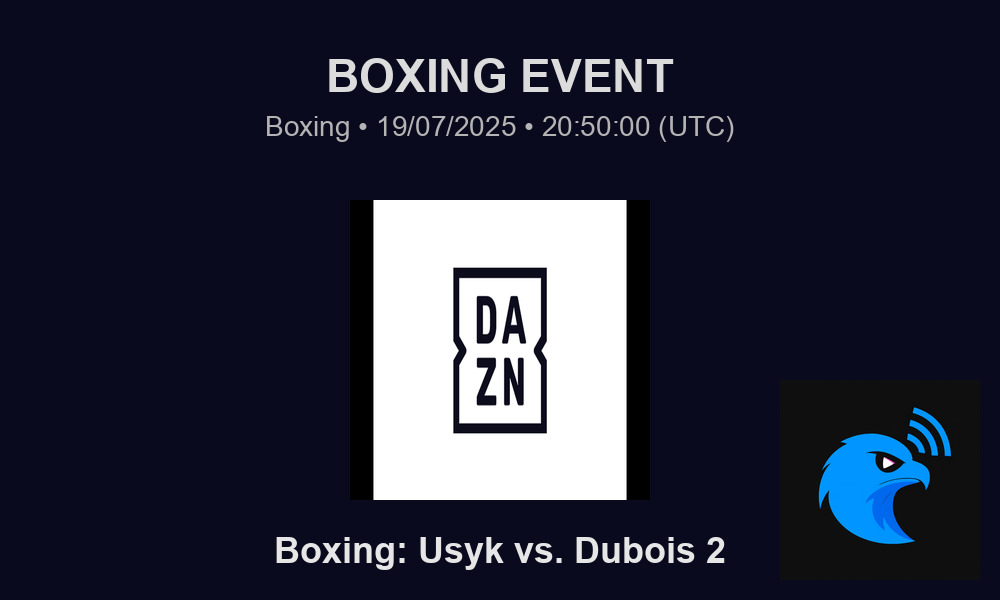 BOXING EVENT
Boxing • 19/07/2025 • 20:50:00 (UTC)
DA
ZN
Boxing: Usyk vs. Dubois 2